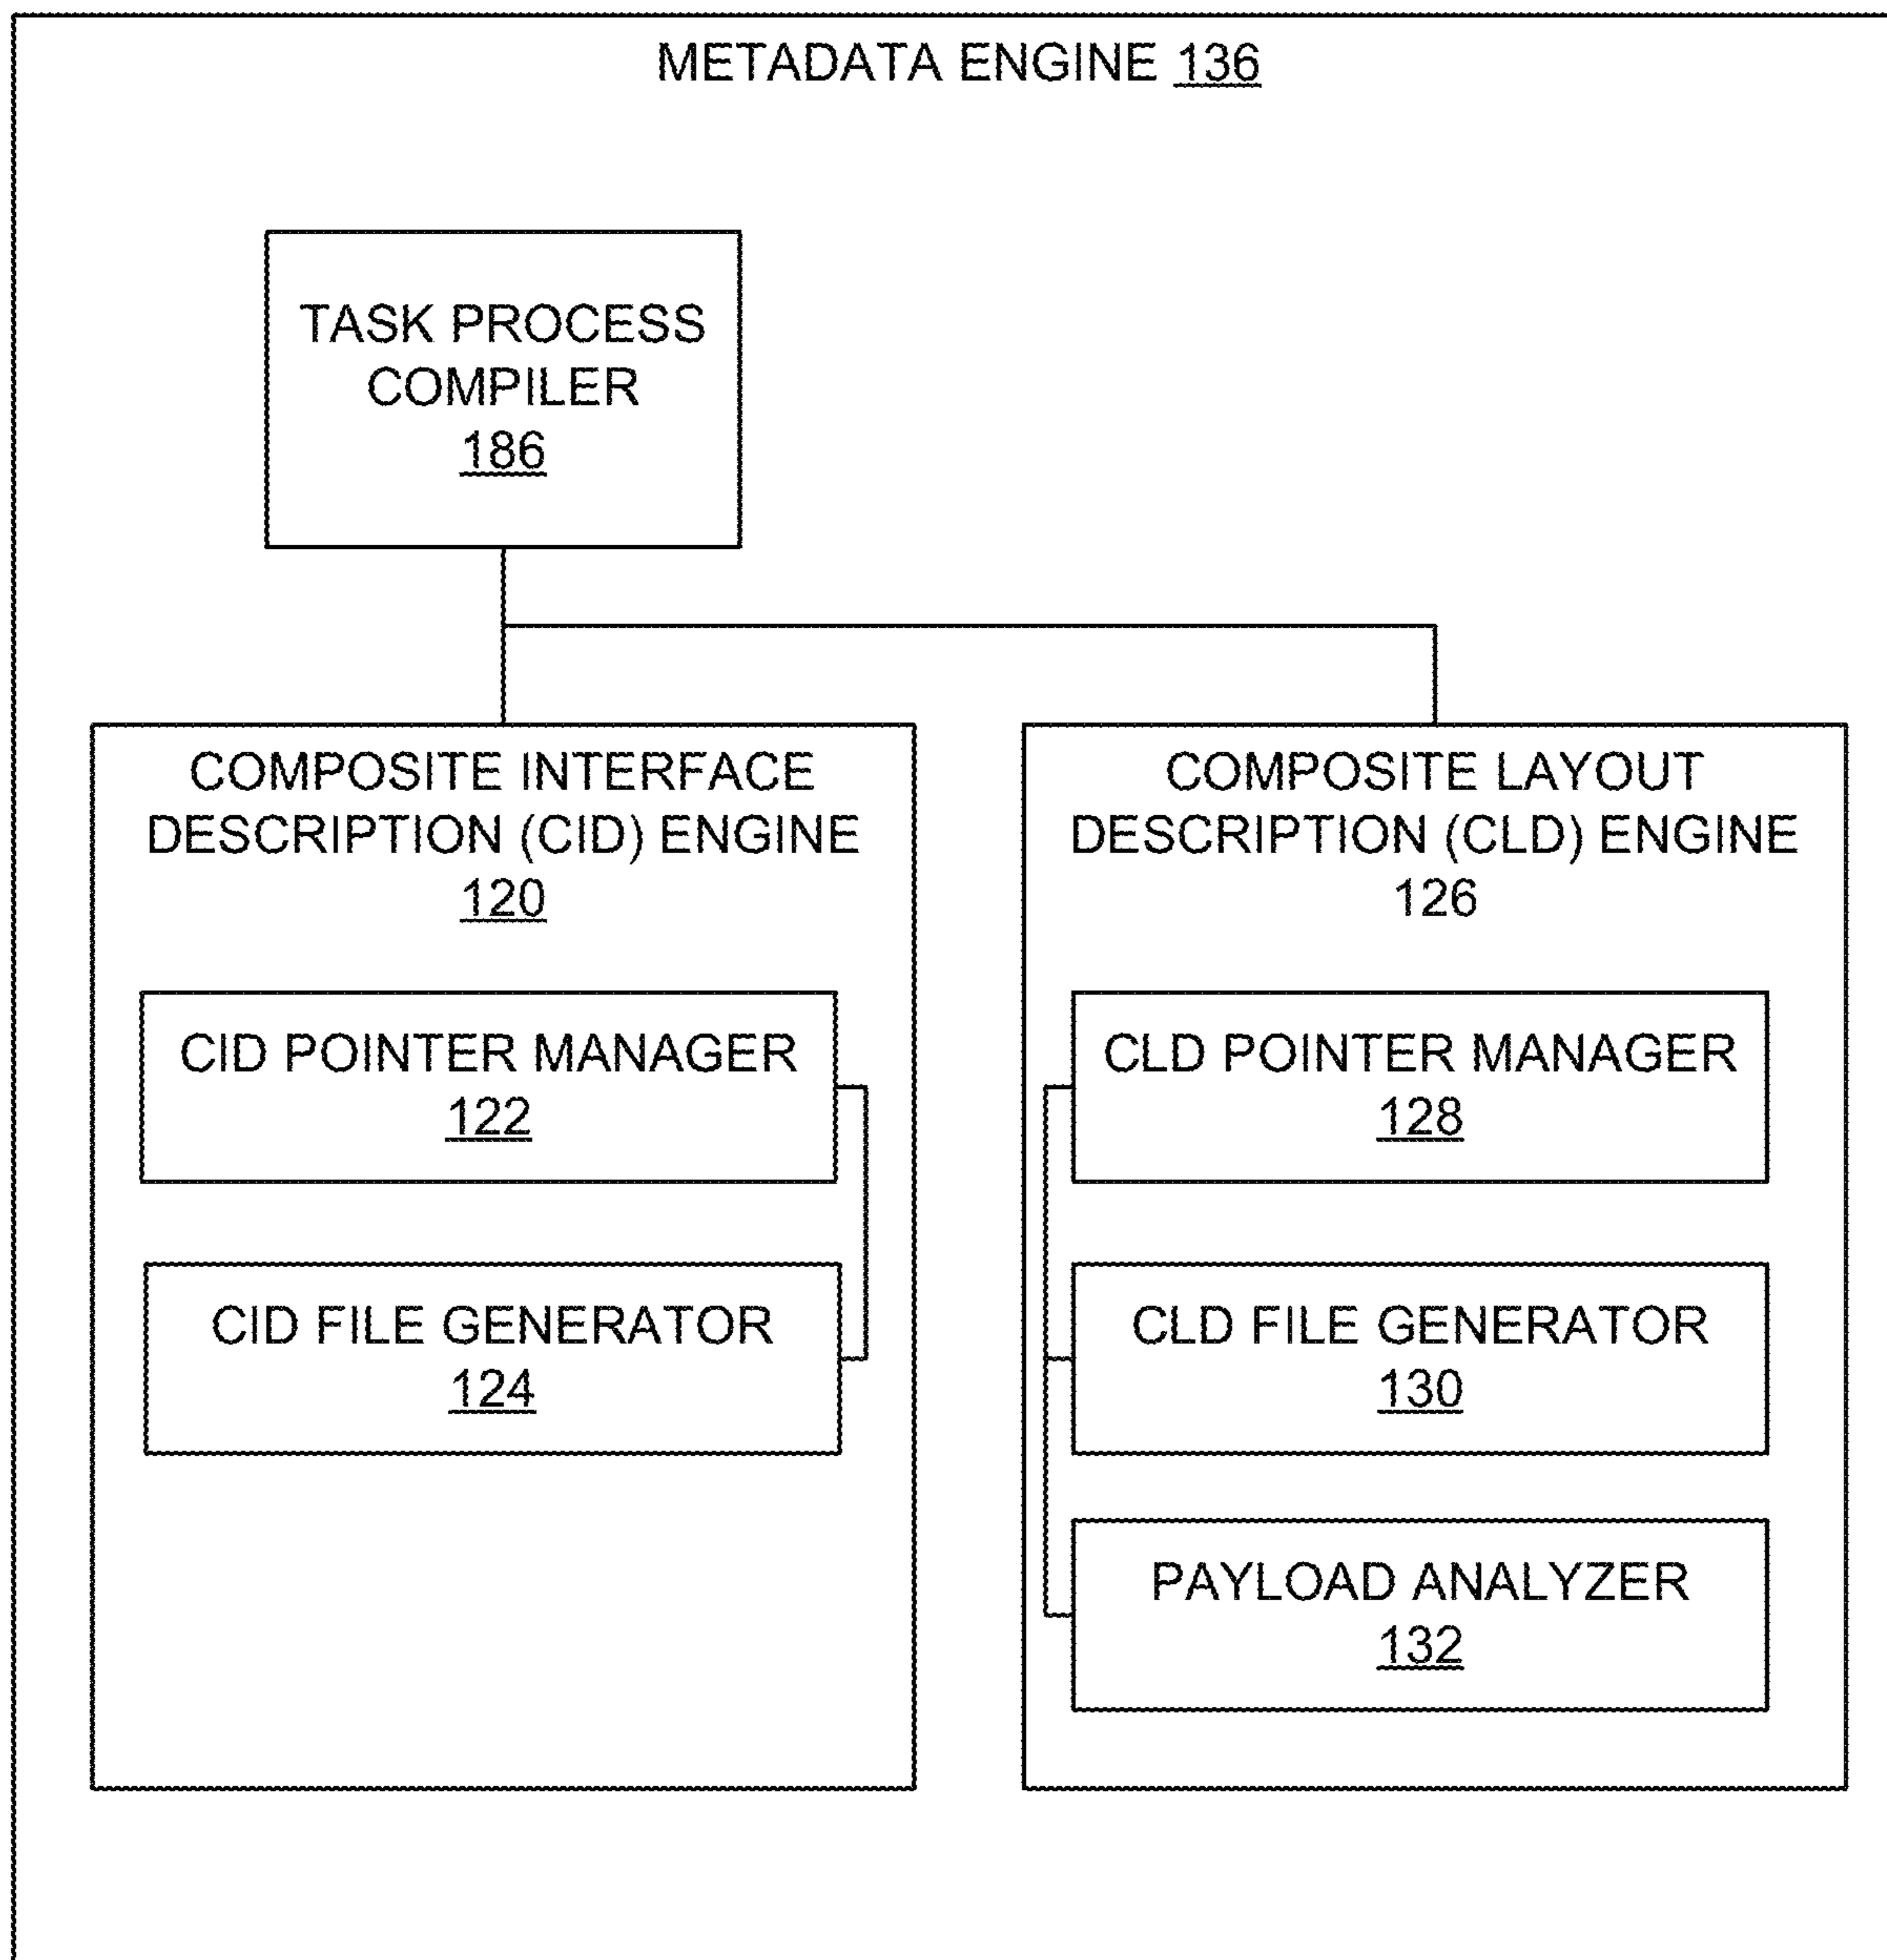 METADATA ENGINE 136
TASK PROCESS
COMPILER
186
COMPOSITE INTERFACE
DESCRIPTION (CID) ENGINE
120
CID POINTER MANAGER
122
CID FILE GENERATOR
124
COMPOSITE LAYOUT
DESCRIPTION (CLD) ENGINE
126
CLD POINTER MANAGER
128
CLD FILE GENERATOR
130
PAYLOAD ANALYZER
132